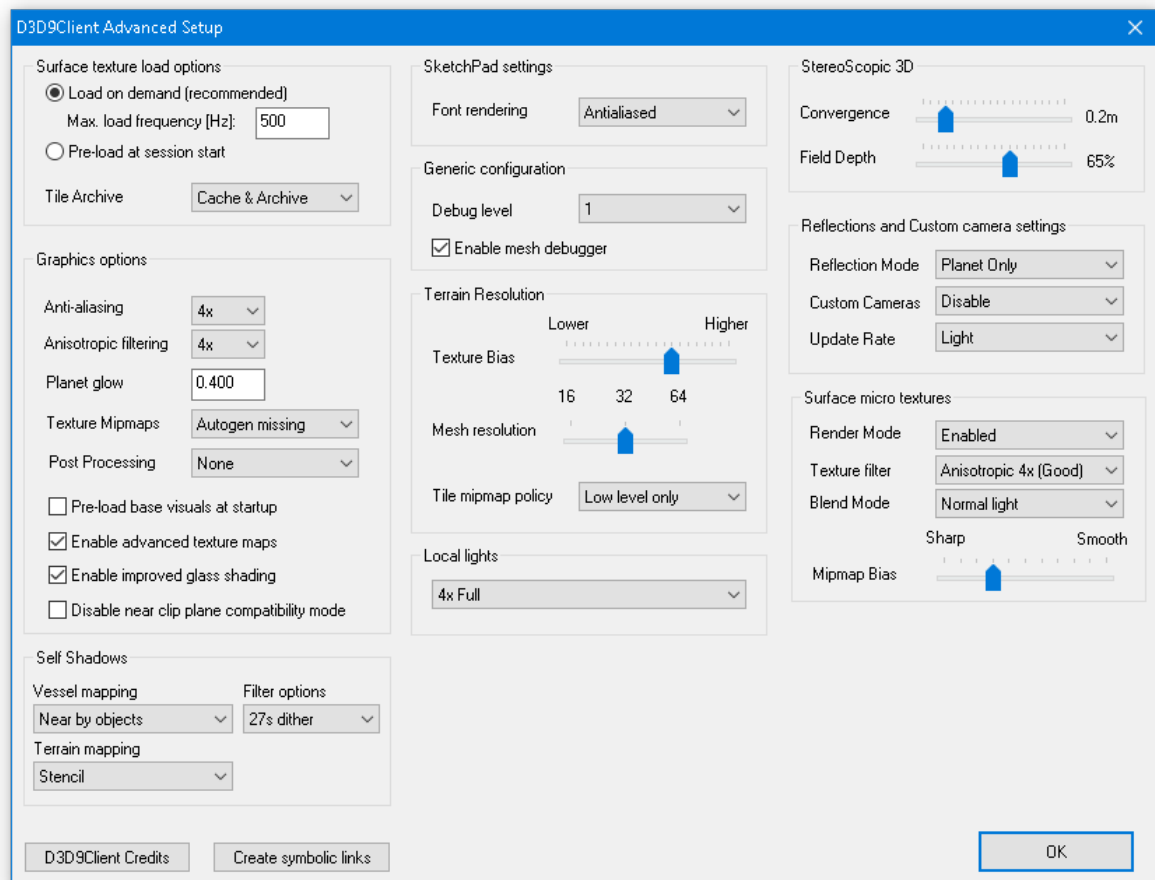 D3D9Client Advanced Setup
Surface texture load options
Load on demand (recommended)
Max. load frequency [Hz]: 500
Pre-load at session start
Tile Archive Cache & Archive
Graphics options
Anti-aliasing 4x
Anisotropic filtering 4x
Planet glow 0.400
Texture Mipmaps Autogen missing
Post Processing None
Pre-load base visuals at startup
Enable advanced texture maps
Enable improved glass shading
Disable near clip plane compatibility mode
Self Shadows
Vessel mapping Filter options
Near by objects 27s dither
Terrain mapping
Stencil
D3D9Client Credits Create symbolic links
SketchPad settings
Font rendering Antialiased
Generic configuration
Debug level 1
Enable mesh debugger
Terrain Resolution
Lower Higher
Texture Bias
16 32 64
Mesh resolution
Tile mipmap policy Low level only
Local lights
4x Full
StereoScopic 3D
Convergence 0.2m
Field Depth 65%
Reflections and Custom camera settings
Reflection Mode Planet Only
Custom Cameras Disable
Update Rate Light
Surface micro textures
Render Mode Enabled
Texture filter Anisotropic 4x (Good)
Blend Mode Normal light
Sharp Smooth
Mipmap Bias
OK